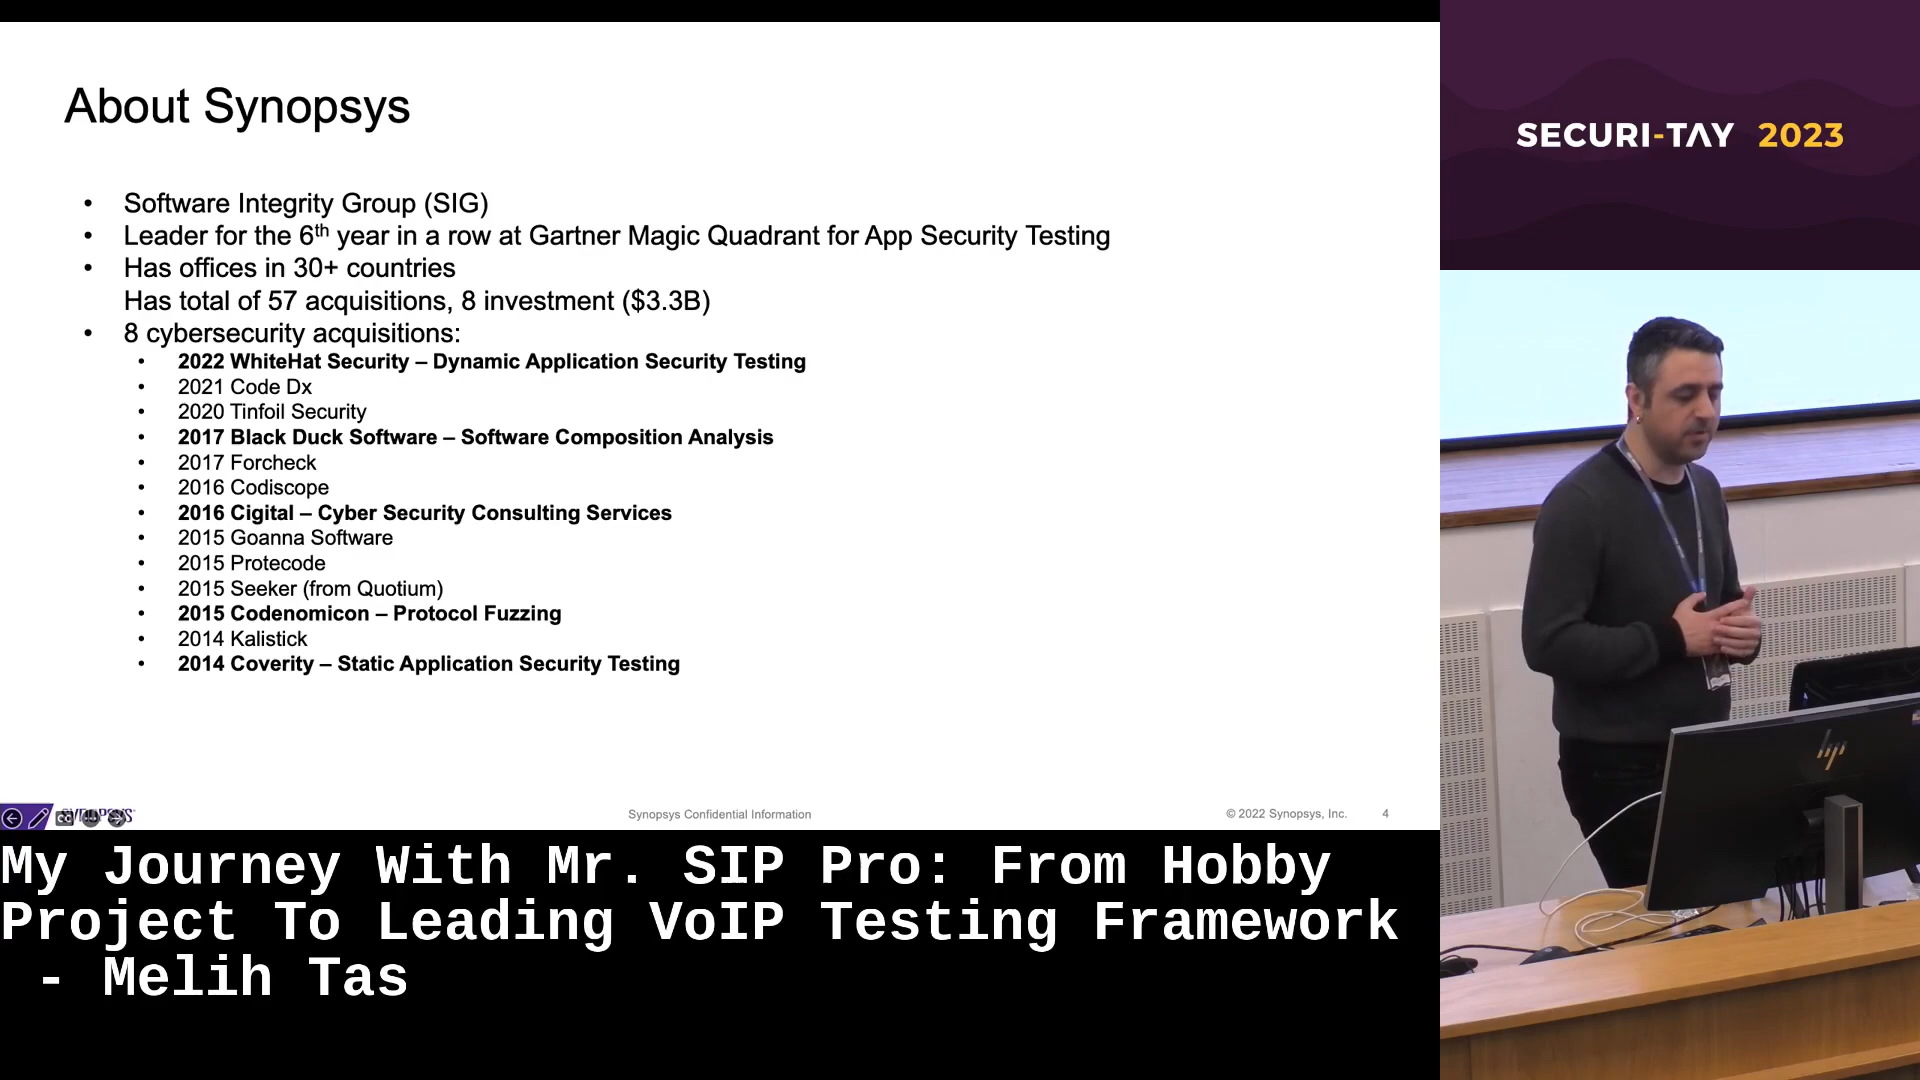 About Synopsys
• Software Integrity Group (SIG)
• Leader for the 6th year in a row at Gartner Magic Quadrant for App Security Testing
• Has offices in 30+ countries
Has total of 57 acquisitions, 8 investment ($3.3B)
• 8 cybersecurity acquisitions:
• 2022 WhiteHat Security – Dynamic Application Security Testing
• 2021 Code Dx
• 2020 Tinfoil Security
• 2017 Black Duck Software – Software Composition Analysis
• 2017 Forcheck
• 2016 Codiscope
• 2016 Cigital – Cyber Security Consulting Services
• 2015 Goanna Software
• 2015 Protecode
• 2015 Seeker (from Quotium)
• 2015 Codenomicon – Protocol Fuzzing
• 2014 Kalistick
• 2014 Coverity – Static Application Security Testing
SYNOPSYS
Synopsys Confidential Information
© 2022 Synopsys, Inc.
4
SECURI-TAY 2023
hp
My Journey With Mr. SIP Pro: From Hobby
Project To Leading VoIP Testing Framework
- Melih Tas